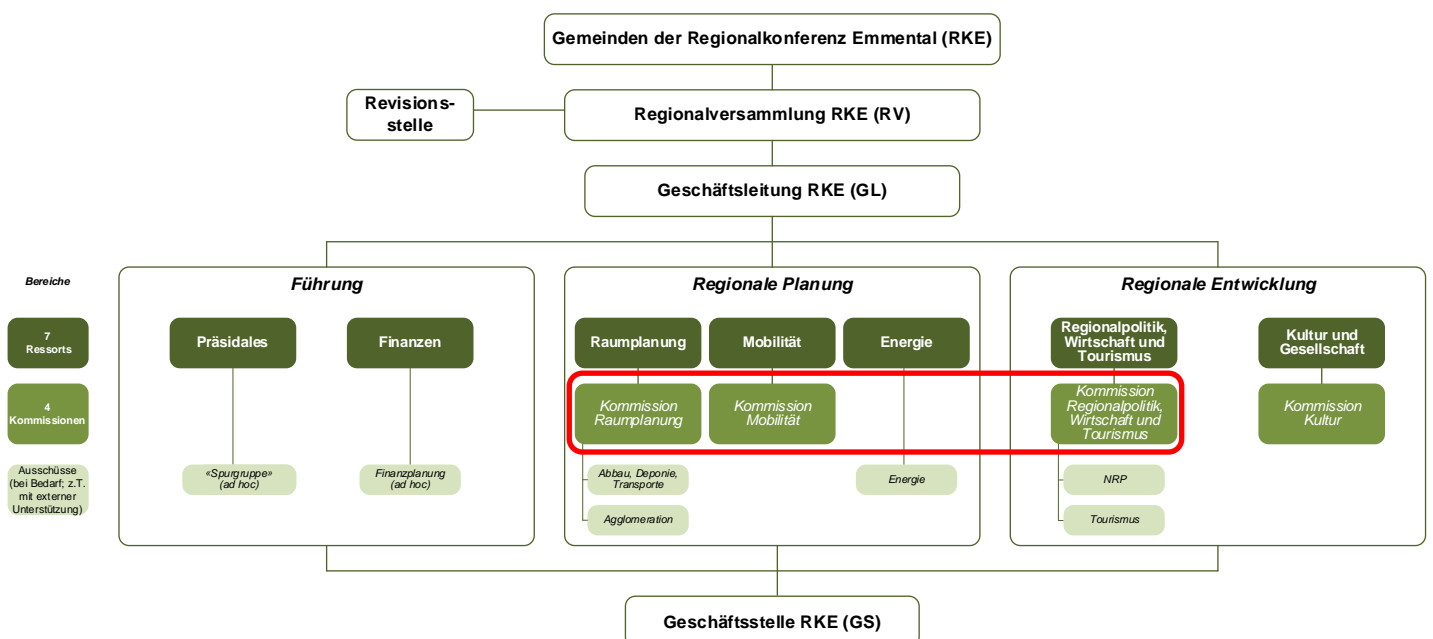 Gemeinden der Regionalkonferenz Emmental (RKE)
Revisions-
stelle
Regionalversammlung RKE (RV)
Geschäftsleitung RKE (GL)
Bereiche
Führung
Regionale Planung
Regionale Entwicklung
7
Ressorts
Präsidales
Finanzen
Raumplanung
Mobilität
Energie
Regionalpolitik,
Wirtschaft und
Tourismus
Kultur und
Gesellschaft
4
Kommissionen
Kommission
Raumplanung
Kommission
Mobilität
Kommission
Regionalpolitik,
Wirtschaft und
Tourismus
Kommission
Kultur
Ausschüsse
(bei Bedarf; z.T.
mit externer
Unterstützung)
«Spurgruppe»
(ad hoc)
Finanzplanung
(ad hoc)
Abbau, Deponie,
Transporte
Energie
NRP
Agglomeration
Tourismus
Geschäftsstelle RKE (GS)